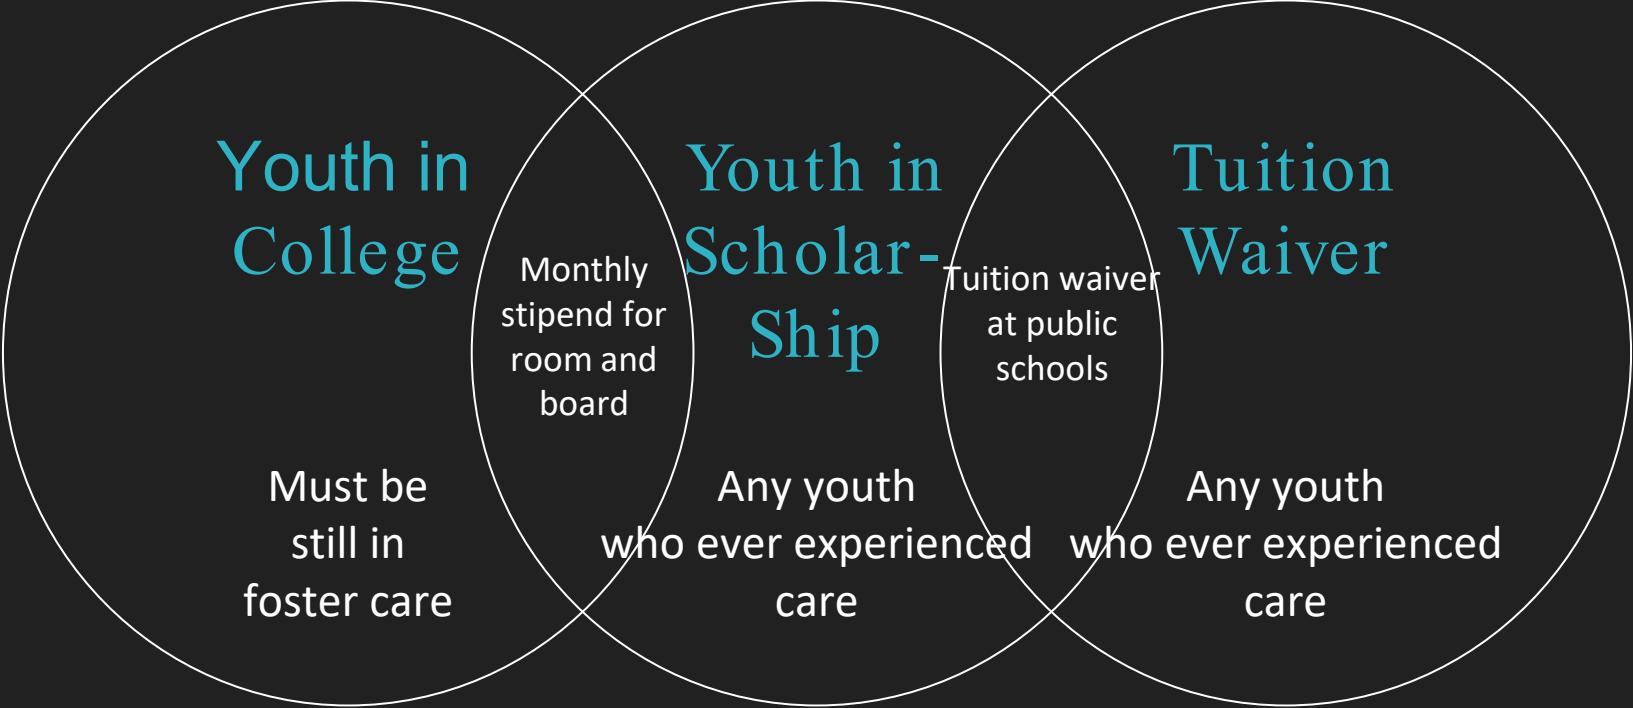 Youth in
College
Must be
still in
foster care
Monthly
stipend for
room and
board
Youth in
Scholar-
Ship
Any youth
who ever experienced
care
Tuition waiver
at public
schools
Tuition
Waiver
Any youth
who ever experienced
care